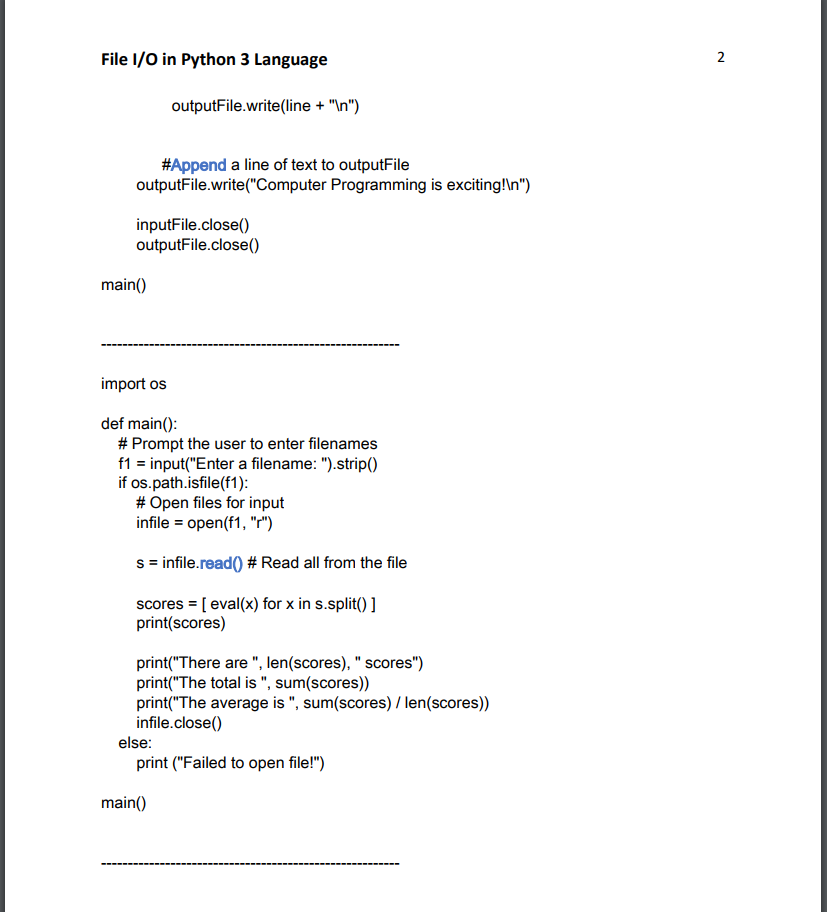 File I/O in Python 3 Language 2
outputFile.write(line + "\n")
#Append a line of text to outputFile
outputFile.write("Computer Programming is exciting!\n")
inputFile.close()
outputFile.close()
main()
---------------------------------------------------------
import os
def main():
# Prompt the user to enter filenames
f1 = input("Enter a filename: ").strip()
if os.path.isfile(f1):
# Open files for input
infile = open(f1, "r")
s = infile.read() # Read all from the file
scores = [ eval(x) for x in s.split() ]
print(scores)
print("There are ", len(scores), " scores")
print("The total is ", sum(scores))
print("The average is ", sum(scores) / len(scores))
infile.close()
else:
print ("Failed to open file!")
main()
---------------------------------------------------------